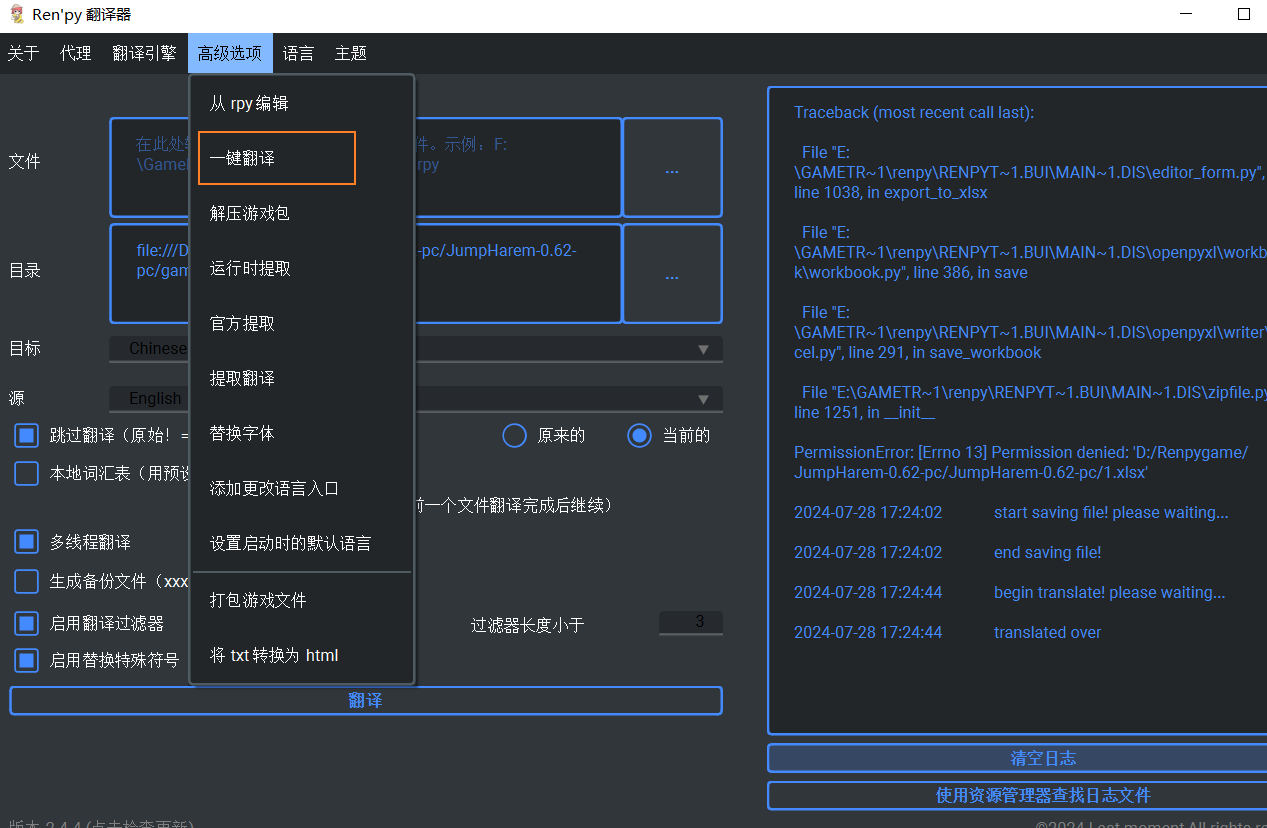 Ren'py 翻译器
关于 代理 翻译引擎 高级选项 语言 主题
从 rpy 编辑
一键翻译
解压游戏包
运行时提取
官方提取
提取翻译
替换字体
添加更改语言入口
设置启动时的默认语言
打包游戏文件
将 txt 转换为 html
文件
在此处 件。示例：F:
\Game rpy
...
目录
file:///D -pc/JumpHarem-0.62-
pc/gam
...
目标
Chinese
源
English
跳过翻译（原始！=
原来的
当前的
本地词汇表（用预设
前一个文件翻译完成后继续）
多线程翻译
生成备份文件（xxx
启用翻译过滤器
过滤器长度小于 3
启用替换特殊符号
翻译
Traceback (most recent call last):
File "E:
\GAMETR~1\renpy\RENPYT~1.BUI\MAIN~1.DIS\editor_form.py",
line 1038, in export_to_xlsx
File "E:
\GAMETR~1\renpy\RENPYT~1.BUI\MAIN~1.DIS\openpyxl\workb
k\workbook.py", line 386, in save
File "E:
\GAMETR~1\renpy\RENPYT~1.BUI\MAIN~1.DIS\openpyxl\writer\
cel.py", line 291, in save_workbook
File "E:\GAMETR~1\renpy\RENPYT~1.BUI\MAIN~1.DIS\zipfile.py
line 1251, in __init__
PermissionError: [Errno 13] Permission denied: 'D:/Renpygame/
JumpHarem-0.62-pc/JumpHarem-0.62-pc/1.xlsx'
2024-07-28 17:24:02 start saving file! please waiting...
2024-07-28 17:24:02 end saving file!
2024-07-28 17:24:44 begin translate! please waiting...
2024-07-28 17:24:44 translated over
清空日志
使用资源管理器查找日志文件
版本 2.4.4 (点击检查更新)
©2024 Last moment All rights re